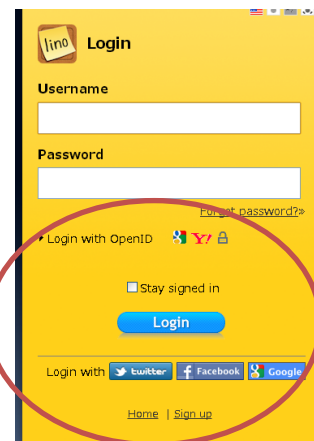 lino Login
Username
Password
Forgot password?»
Login with OpenID Y!
Stay signed in
Login
Login with twitter Facebook Google
Home | Sign up